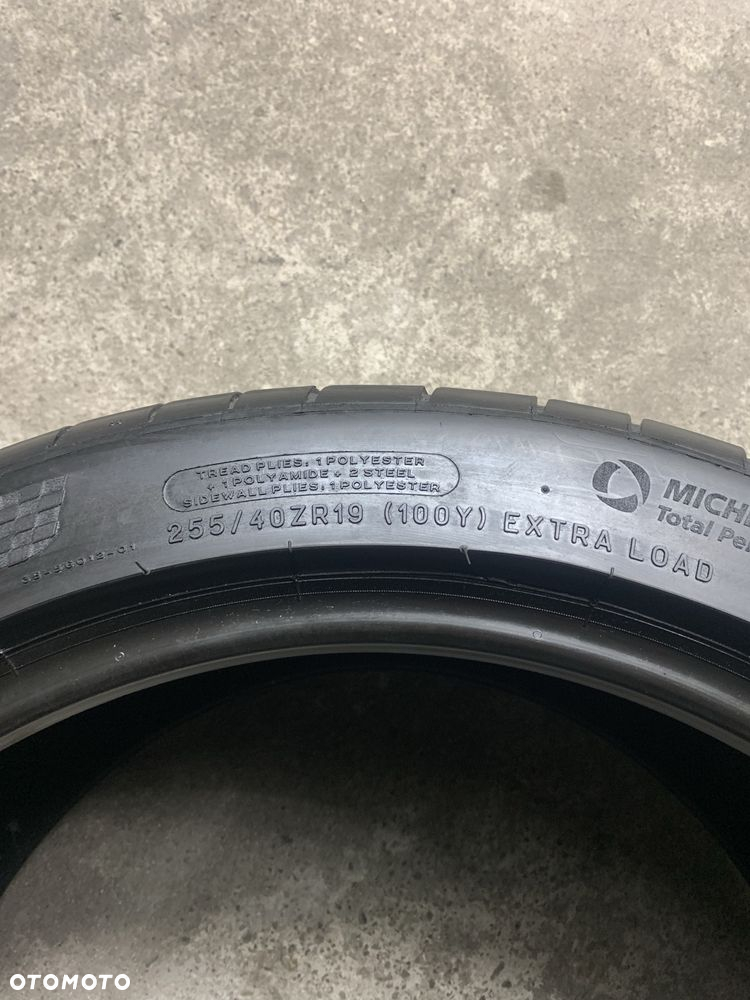 TREAD PLIES: 1 POLYESTER
+ 1 POLYAMIDE + 2 STEEL
SIDEWALL PLIES: 1 POLYESTER
255/40ZR19 (100Y) EXTRA LOAD
MICH
Total Pe
OTOMOTO